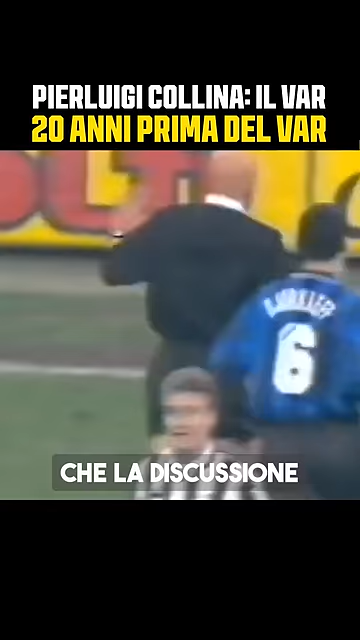 PIERLUIGI COLLINA: IL VAR
20 ANNI PRIMA DEL VAR
6
CHE LA DISCUSSIONE